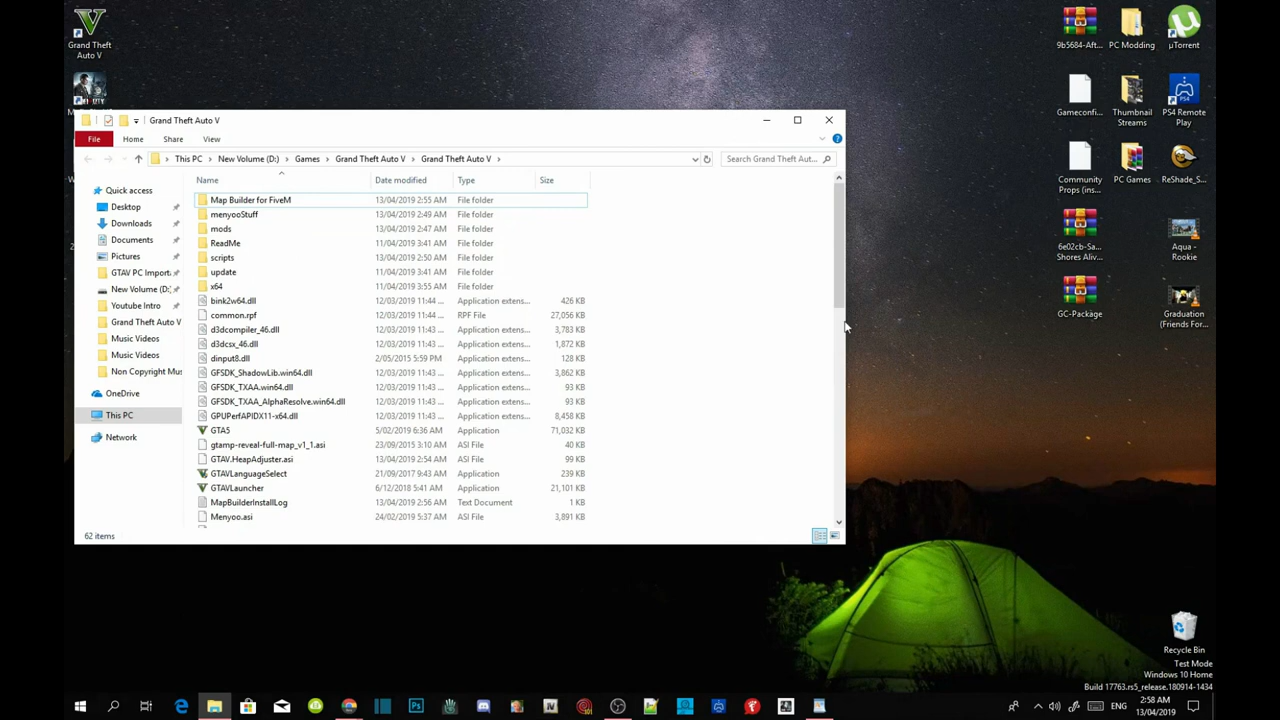 Grand Theft
Auto V
9b5684-Aft...
PC Modding
µTorrent
Gameconfi...
Thumbnail
Streams
PS4 Remote
Play
Community
Props (ins...
PC Games
ReShade_S...
Aqua -
Rookie
GC-Package
Graduation
(Friends For...
Recycle Bin
Test Mode
Windows 10 Home
Build 17763.rs5_release.180914-1434
Grand Theft Auto V
File
Home
Share
View
This PC
New Volume (D:)
Games
Grand Theft Auto V
Grand Theft Auto V
Search Grand Theft Aut...
Name
Date modified
Type
Size
Quick access
Desktop
Downloads
Documents
Pictures
GTAV PC Import
New Volume (D:
Youtube Intro
Grand Theft Auto V
Music Videos
Music Videos
Non Copyright Mus
OneDrive
This PC
Network
Map Builder for FiveM 13/04/2019 2:55 AM File folder
menyooStuff 13/04/2019 2:49 AM File folder
mods 13/04/2019 2:47 AM File folder
ReadMe 11/04/2019 3:41 AM File folder
scripts 13/04/2019 2:50 AM File folder
update 11/04/2019 3:41 AM File folder
x64 11/04/2019 3:55 AM File folder
bink2w64.dll 12/03/2019 11:44 ... Application extens... 426 KB
common.rpf 12/03/2019 11:44 ... RPF File 27,056 KB
d3dcompiler_46.dll 12/03/2019 11:43 ... Application extens... 3,783 KB
d3dcsx_46.dll 12/03/2019 11:43 ... Application extens... 1,872 KB
dinput8.dll 2/05/2015 5:59 PM Application extens... 128 KB
GFSDK_ShadowLib.win64.dll 12/03/2019 11:43 ... Application extens... 3,862 KB
GFSDK_TXAA.win64.dll 12/03/2019 11:43 ... Application extens... 93 KB
GFSDK_TXAA_AlphaResolve.win64.dll 12/03/2019 11:43 ... Application extens... 93 KB
GPUPerfAPIDX11-x64.dll 12/03/2019 11:43 ... Application extens... 8,458 KB
GTA5 5/02/2019 6:36 AM Application 71,032 KB
gtamp-reveal-full-map_v1_1.asi 23/09/2015 3:10 AM ASI File 40 KB
GTAV.HeapAdjuster.asi 13/04/2019 2:54 AM ASI File 99 KB
GTAVLanguageSelect 21/09/2017 9:43 AM Application 239 KB
GTAVLauncher 6/12/2018 5:41 AM Application 21,101 KB
MapBuilderInstallLog 13/04/2019 2:56 AM Text Document 1 KB
Menyoo.asi 24/02/2019 5:37 AM ASI File 3,891 KB
62 items
ENG
2:58 AM
13/04/2019